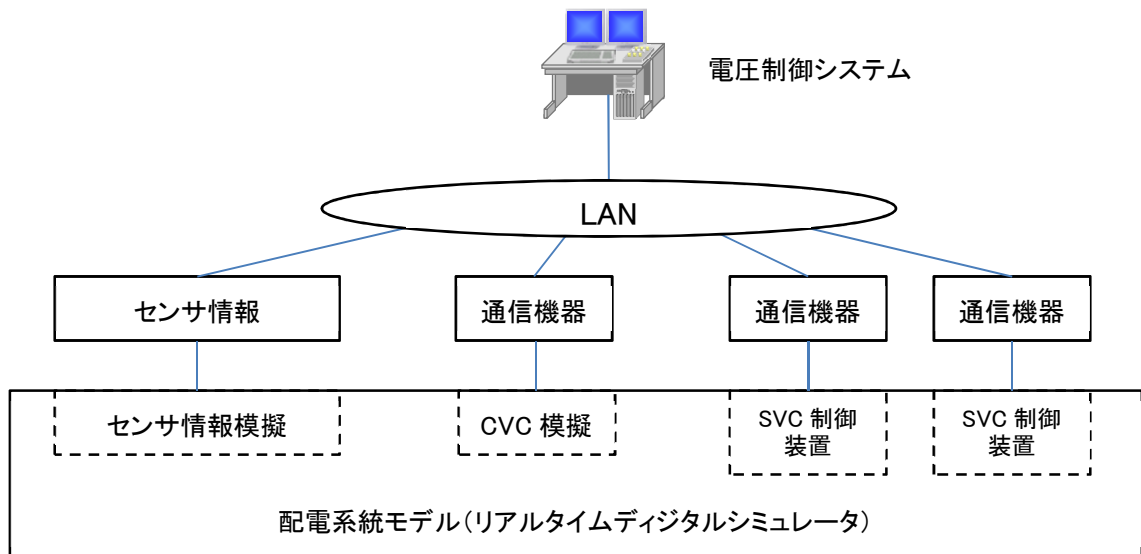 電圧制御システム
LAN
センサ情報
通信機器
通信機器
通信機器
センサ情報模擬
CVC 模擬
SVC 制御
装置
SVC 制御
装置
配電系統モデル（リアルタイムディジタルシミュレータ）